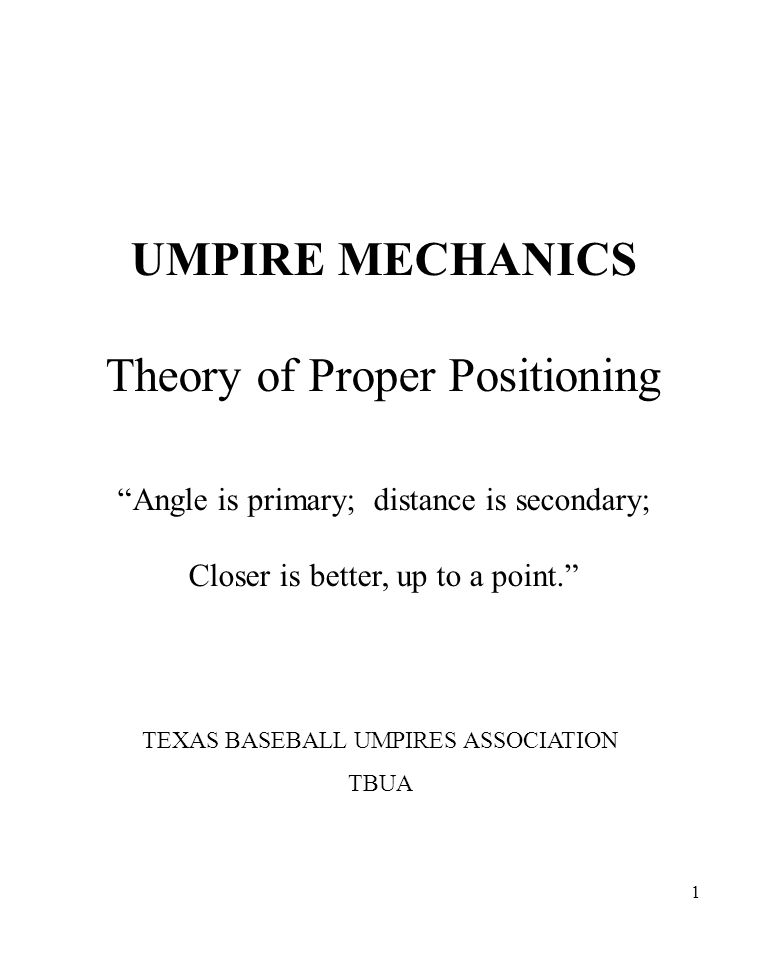 UMPIRE MECHANICS
Theory of Proper Positioning
“Angle is primary;  distance is secondary;
Closer is better, up to a point.”
TEXAS BASEBALL UMPIRES ASSOCIATION
TBUA
1